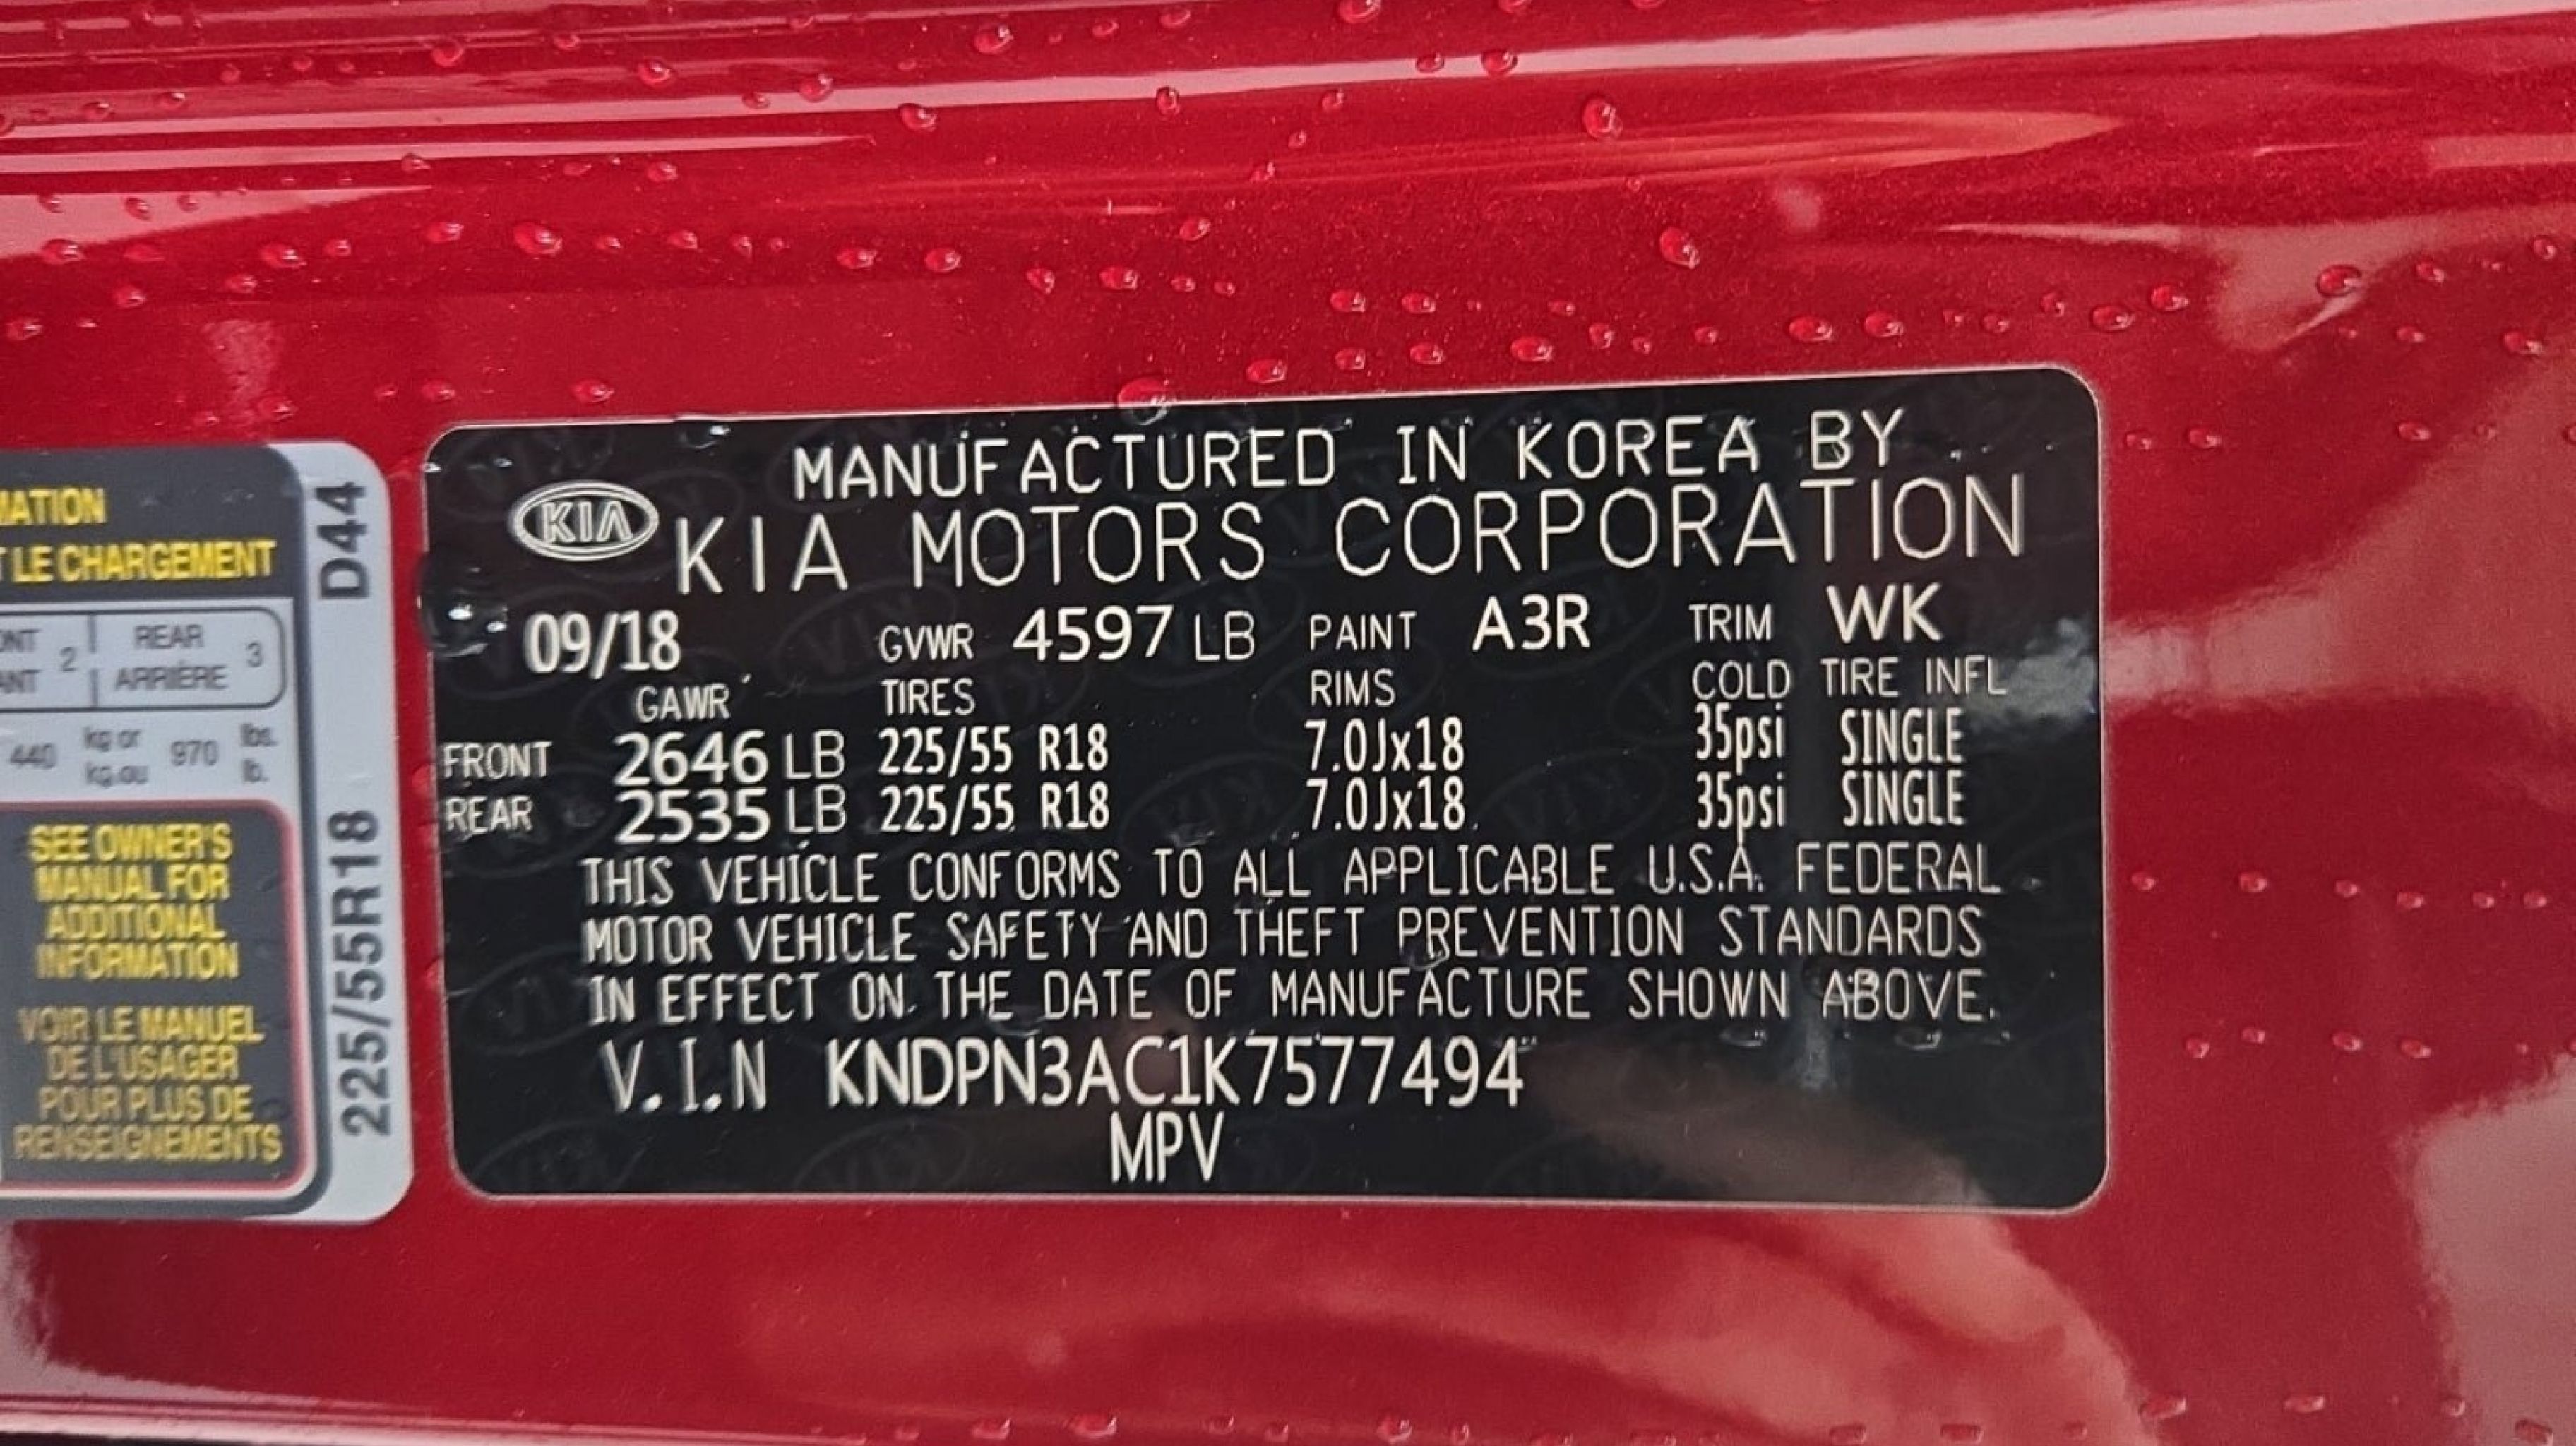 MATION
T LE CHARGEMENT
2
REAR
ARRIÈRE
3
440 kg or 970 lbs.
kg ou lb.
SEE OWNER'S
MANUAL FOR
ADDITIONAL
INFORMATION
VOIR LE MANUEL
DE L'USAGER
POUR PLUS DE
RENSEIGNEMENTS
D44
225/55R18
MANUFACTURED IN KOREA BY
KIA KIA MOTORS CORPORATION
09/18 GVWR 4597 LB PAINT A3R TRIM WK
GAWR TIRES RIMS COLD TIRE INFL
FRONT 2646 LB 225/55 R18 7.0Jx18 35psi SINGLE
REAR 2535 LB 225/55 R18 7.0Jx18 35psi SINGLE
THIS VEHICLE CONFORMS TO ALL APPLICABLE U.S.A. FEDERAL
MOTOR VEHICLE SAFETY AND THEFT PREVENTION STANDARDS
IN EFFECT ON THE DATE OF MANUFACTURE SHOWN ABOVE.
V.I.N KNDPN3AC1K7577494
MPV